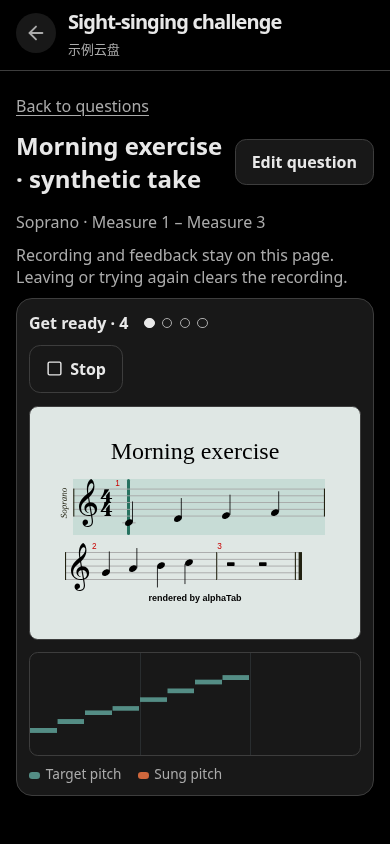 Sight-singing challenge
示例云盘
Back to questions
Morning exercise
· synthetic take
Edit question
Soprano · Measure 1 – Measure 3
Recording and feedback stay on this page.
Leaving or trying again clears the recording.
Get ready · 4
Stop
Morning exercise
Soprano
1
4
4
2
3
rendered by alphaTab
Target pitch
Sung pitch